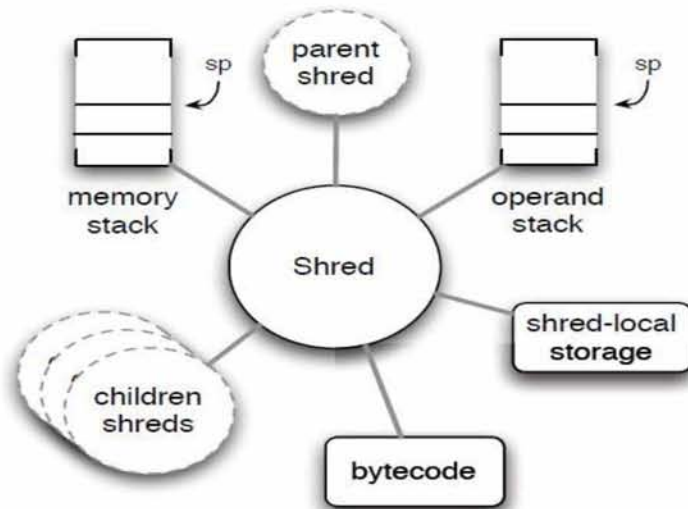 parent
shred
sp
sp
memory
stack
operand
stack
Shred
shred-local
storage
children
shreds
bytecode